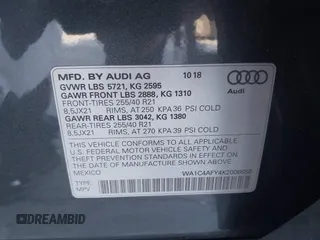 MFD. BY AUDI AG 10 18
GVWR LBS 5721, KG 2595
GAWR FRONT LBS 2888, KG 1310
FRONT-TIRES 255/40 R21
8,5JX21 RIMS, AT 250 KPA 36 PSI COLD
GAWR REAR LBS 3042, KG 1380
REAR-TIRES 255/40 R21
8,5JX21 RIMS, AT 270 KPA 39 PSI COLD
THIS VEHICLE CONFORMS TO ALL APPLICABLE
FEDERAL MOTOR VEHICLE SAFETY STANDARDS
IN EFFECT ON THE DATE OF MANUFACTURE
SHOWN ABOVE
MEXICO
TYPE: MPV
Audi
DREAMBID